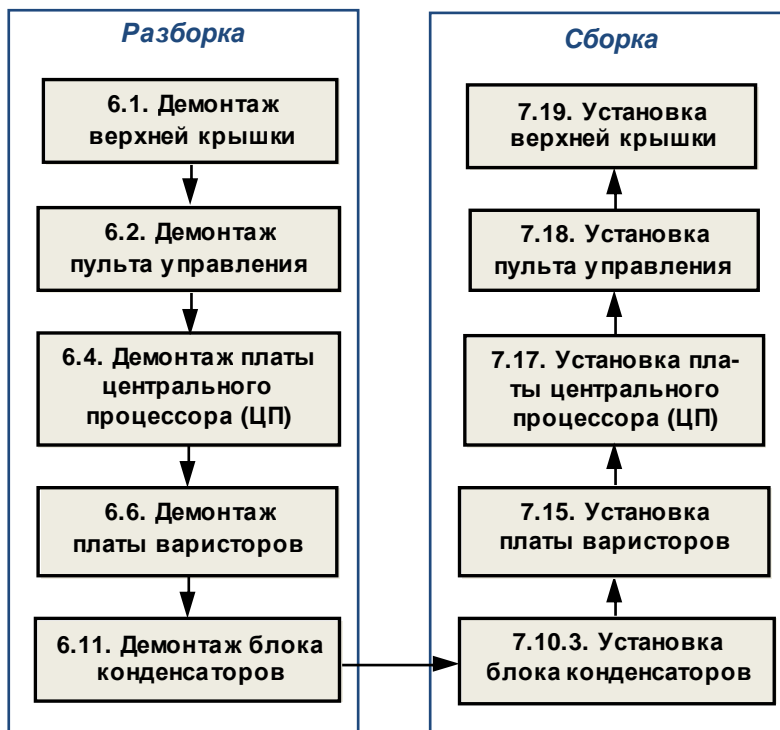 Разборка
6.1. Демонтаж
верхней крышки
6.2. Демонтаж
пульта управления
6.4. Демонтаж платы
центрального
процессора (ЦП)
6.6. Демонтаж
платы варисторов
6.11. Демонтаж блока
конденсаторов
Сборка
7.19. Установка
верхней крышки
7.18. Установка
пульта управления
7.17. Установка пла-
ты центрального
процессора (ЦП)
7.15. Установка
платы варисторов
7.10.3. Установка
блока конденсаторов